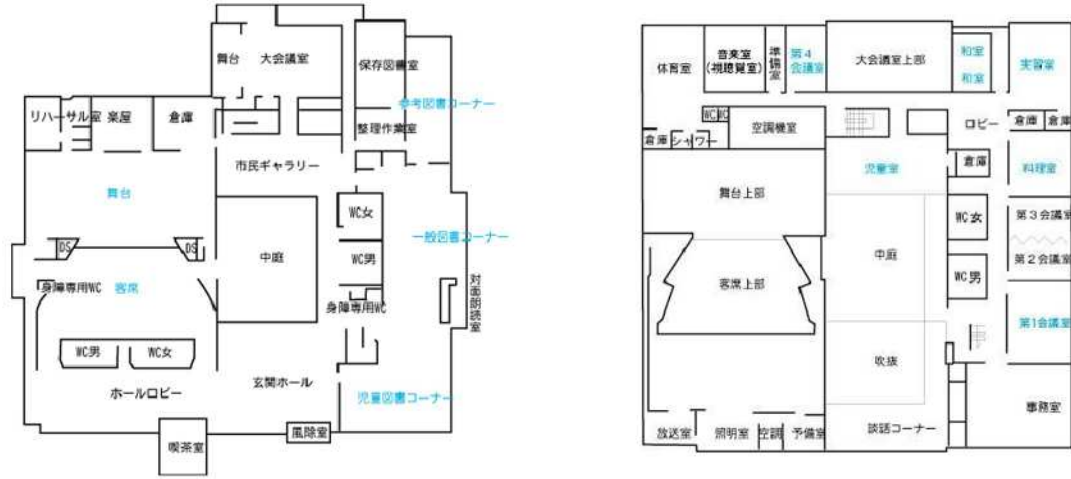 舞台
大会議室
保存図書室
参考図書コーナー
リハーサル室
楽屋
倉庫
整理作業室
市民ギャラリー
舞台
WC女
一般図書コーナー
DS
DS
中庭
WC男
身障専用WC
客席
対面朗読室
身障専用WC
WC男
WC女
ホールロビー
玄関ホール
児童図書コーナー
風除室
喫茶室
体育室
音楽室
(視聴覚室)
準備室
第4
会議室
大会議室上部
和室
和室
実習室
WC
WC
空調機室
ロビー
倉庫
倉庫
倉庫
シャワー
児童室
倉庫
料理室
舞台上部
WC女
第3会議室
中庭
第2会議室
客席上部
WC男
第1会議室
吹抜
事務室
放送室
照明室
空調
予備室
談話コーナー